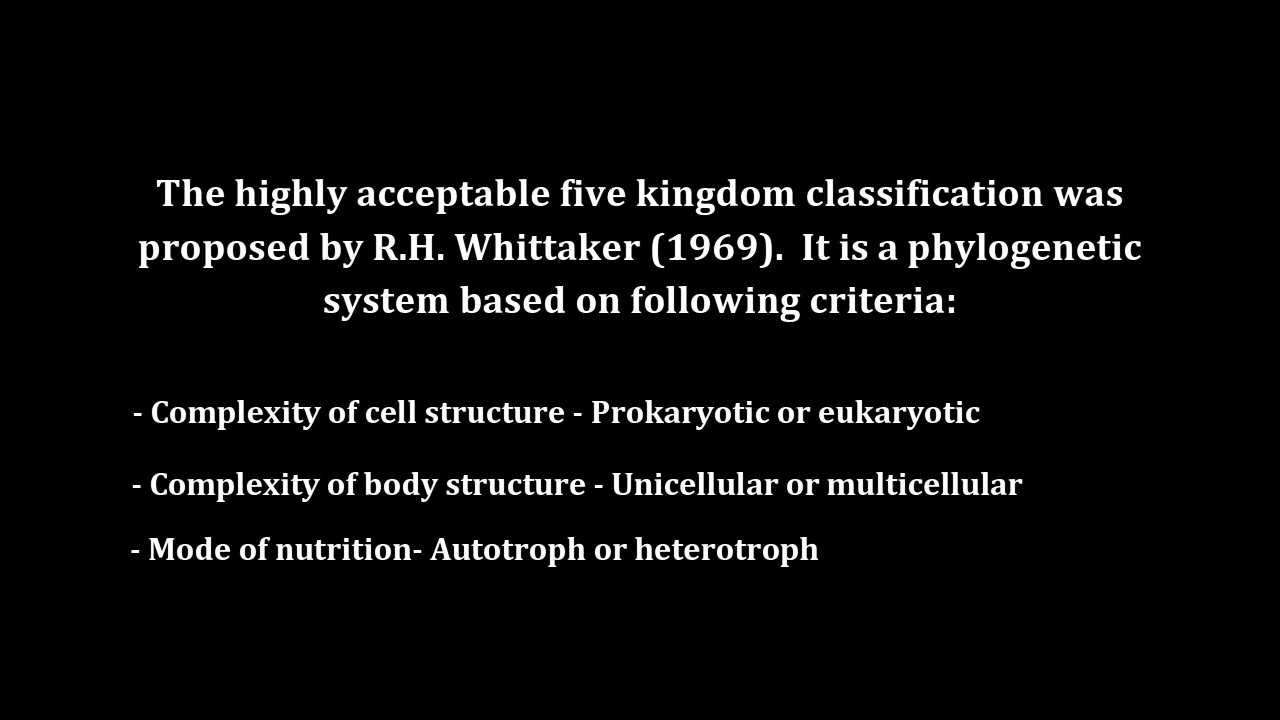 The highly acceptable five kingdom classification was
proposed by R.H. Whittaker (1969).  It is a phylogenetic
system based on following criteria:
- Complexity of cell structure - Prokaryotic or eukaryotic
- Complexity of body structure - Unicellular or multicellular
- Mode of nutrition- Autotroph or heterotroph